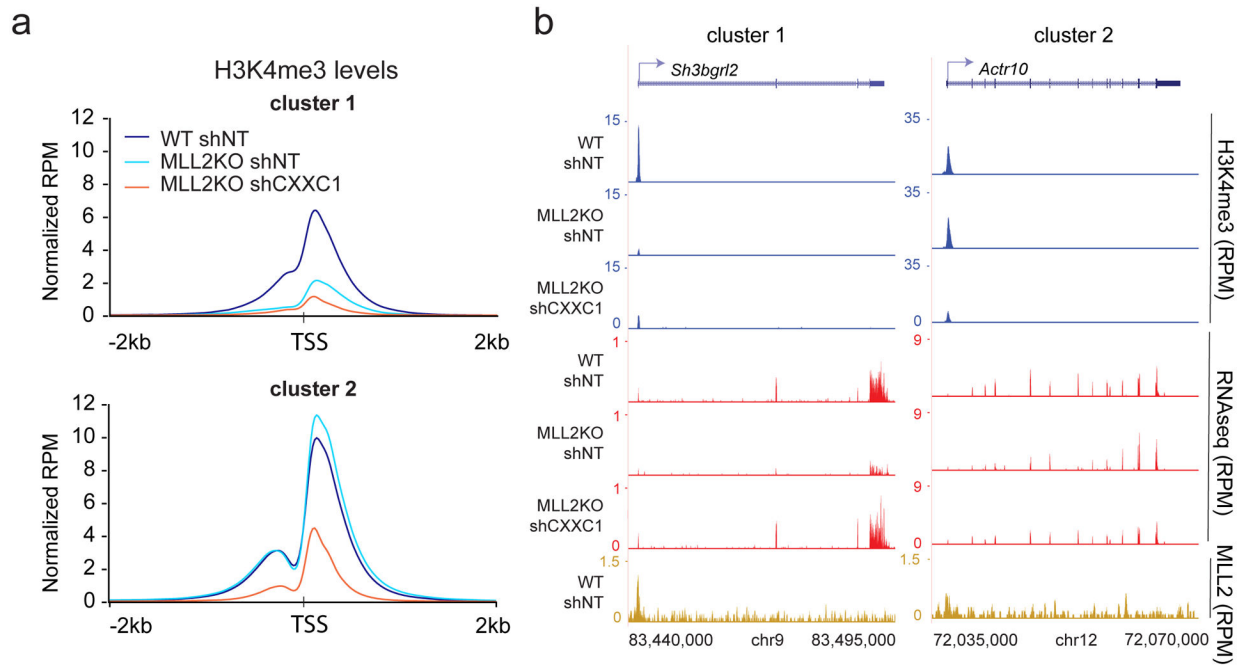 a
H3K4me3 levels
cluster 1
12
10
8
6
4
2
0
Normalized RPM
WT shNT
MLL2KO shNT
MLL2KO shCXXC1
-2kb
TSS
2kb
cluster 2
12
10
8
6
4
2
0
Normalized RPM
-2kb
TSS
2kb
b
cluster 1
cluster 2
Sh3bgrl2
Actr10
15
WT
shNT
35
15
MLL2KO
shNT
35
15
MLL2KO
shCXXC1
0
35
0
H3K4me3 (RPM)
1
WT
shNT
9
1
MLL2KO
shNT
9
1
MLL2KO
shCXXC1
0
9
0
RNAseq (RPM)
1.5
WT
shNT
0
1.5
0
MLL2 (RPM)
83,440,000 chr9 83,495,000
72,035,000 chr12 72,070,000